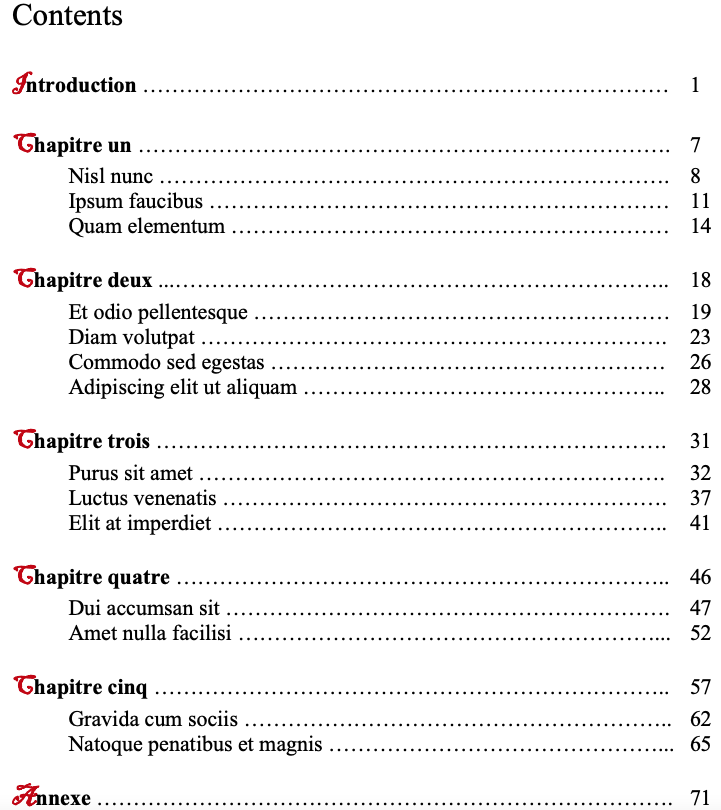 Contents
Introduction …………………………………………………………… 1
Chapitre un …………………………………………………………… 7
Nisl nunc …………………………………………………………… 8
Ipsum faucibus ……………………………………………………… 11
Quam elementum …………………………………………………… 14
Chapitre deux ...………………………………………………………….. 18
Et odio pellentesque ………………………………………………… 19
Diam volutpat ……………………………………………………… 23
Commodo sed egestas ……………………………………………… 26
Adipiscing elit ut aliquam ………………………………………….. 28
Chapitre trois ………………………………………………………… 31
Purus sit amet ………………………………………………………. 32
Luctus venenatis …………………………………………………… 37
Elit at imperdiet …………………………………………………….. 41
Chapitre quatre ……………………………………………………….. 46
Dui accumsan sit …………………………………………………… 47
Amet nulla facilisi …………………………………………………... 52
Chapitre cinq ………………………………………………………….. 57
Gravida cum sociis ………………………………………………….. 62
Natoque penatibus et magnis ………………………………………... 65
Annexe …………………………………………………………………. 71